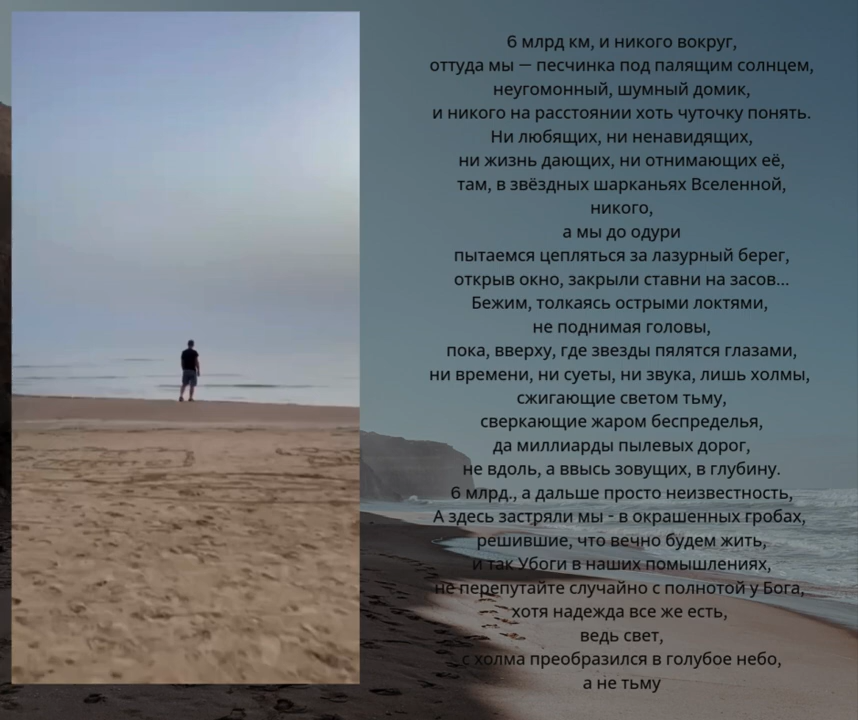 6 млрд км, и никого вокруг,
оттуда мы — песчинка под палящим солнцем,
неугомонный, шумный домик,
и никого на расстоянии хоть чуточку понять.
Ни любящих, ни ненавидящих,
ни жизнь дающих, ни отнимающих её,
там, в звёздных шарканьях Вселенной,
никого,
а мы до одури
пытаемся цепляться за лазурный берег,
открыв окно, закрыли ставни на засов...
Бежим, толкаясь острыми локтями,
не поднимая головы,
пока, вверху, где звезды пялятся глазами,
ни времени, ни суеты, ни звука, лишь холмы,
сжигающие светом тьму,
сверкающие жаром беспределья,
да миллиарды пылевых дорог,
не вдоль, а ввысь зовущих, в глубину.
6 млрд., а дальше просто неизвестность,
А здесь застряли мы - в окрашенных гробах,
решившие, что вечно будем жить,
и так Убоги в наших помышлениях,
не перепутайте случайно с полнотой у Бога,
хотя надежда все же есть,
ведь свет,
с холма преобразился в голубое небо,
а не тьму